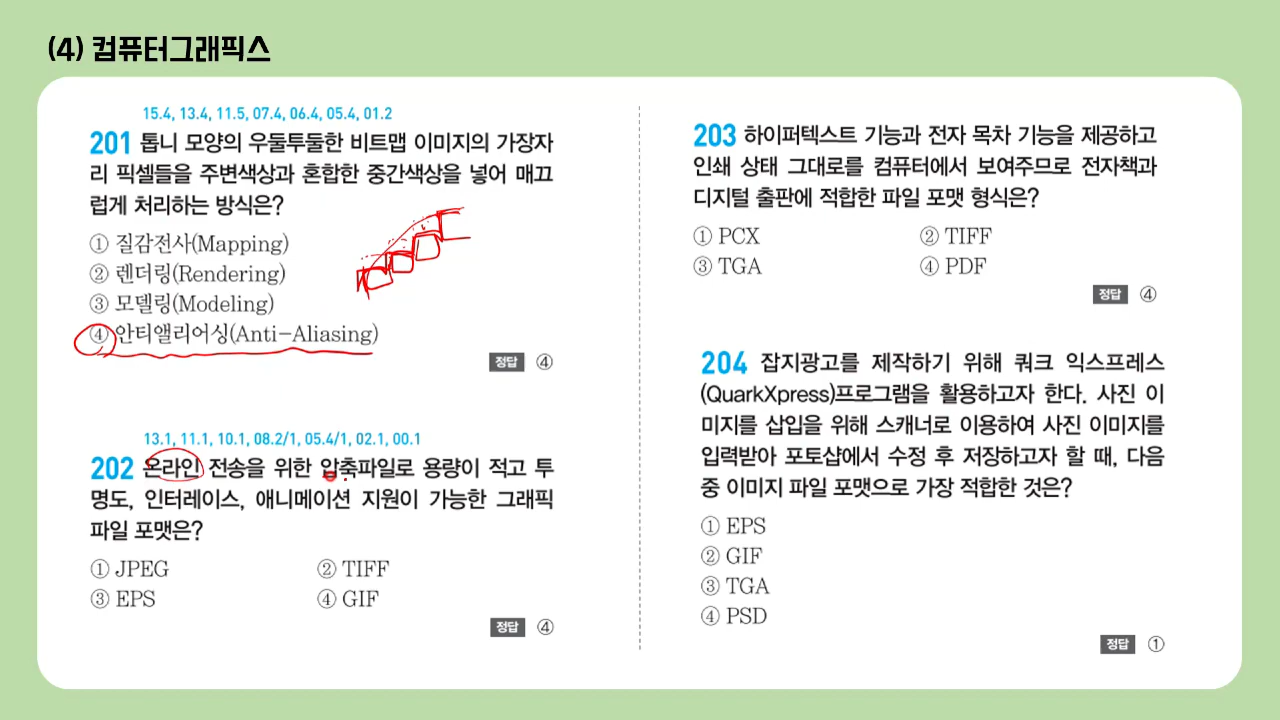 (4) 컴퓨터그래픽스
15.4, 13.4, 11.5, 07.4, 06.4, 05.4, 01.2
201 톱니 모양의 우둘투둘한 비트맵 이미지의 가장자
리 픽셀들을 주변색상과 혼합한 중간색상을 넣어 매끄
럽게 처리하는 방식은?
① 질감전사(Mapping)
② 렌더링(Rendering)
③ 모델링(Modeling)
④ 안티앨리어싱(Anti-Aliasing)
정답 ④
13.1, 11.1, 10.1, 08.2/1, 05.4/1, 02.1, 00.1
202 온라인 전송을 위한 압축파일로 용량이 적고 투
명도, 인터레이스, 애니메이션 지원이 가능한 그래픽
파일 포맷은?
① JPEG ② TIFF
③ EPS ④ GIF
정답 ④
203 하이퍼텍스트 기능과 전자 목차 기능을 제공하고
인쇄 상태 그대로를 컴퓨터에서 보여주므로 전자책과
디지털 출판에 적합한 파일 포맷 형식은?
① PCX ② TIFF
③ TGA ④ PDF
정답 ④
204 잡지광고를 제작하기 위해 쿼크 익스프레스
(QuarkXpress)프로그램을 활용하고자 한다. 사진 이
미지를 삽입을 위해 스캐너로 이용하여 사진 이미지를
입력받아 포토샵에서 수정 후 저장하고자 할 때, 다음
중 이미지 파일 포맷으로 가장 적합한 것은?
① EPS
② GIF
③ TGA
④ PSD
정답 ①